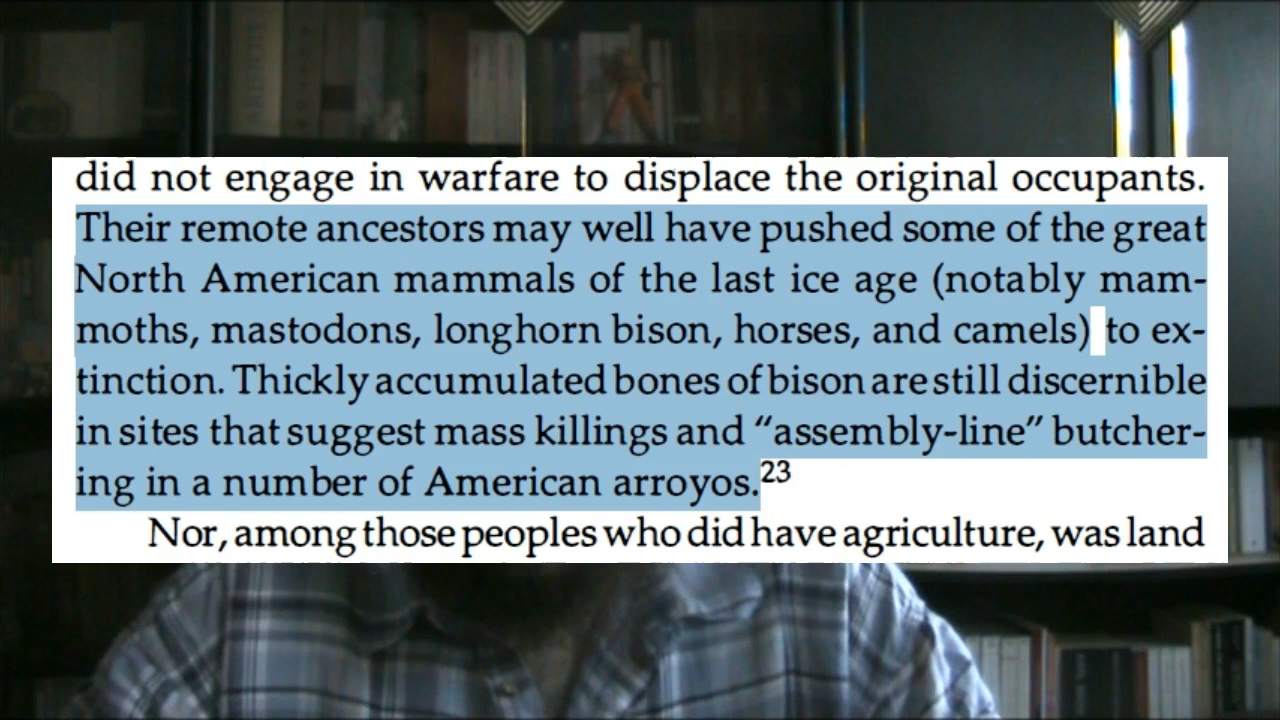 did not engage in warfare to displace the original occupants.
Their remote ancestors may well have pushed some of the great
North American mammals of the last ice age (notably mam-
moths, mastodons, longhorn bison, horses, and camels) to ex-
tinction. Thickly accumulated bones of bison are still discernible
in sites that suggest mass killings and “assembly-line” butcher-
ing in a number of American arroyos.23
Nor, among those peoples who did have agriculture, was land